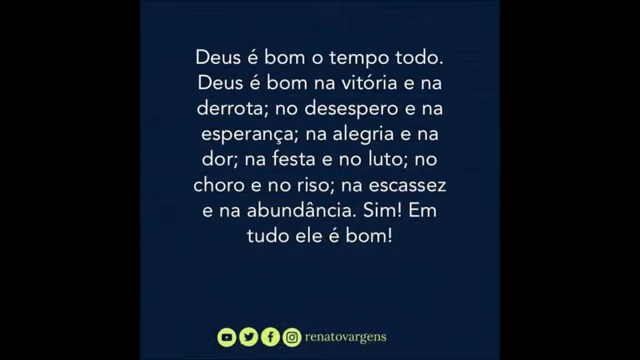 Deus é bom o tempo todo.
Deus é bom na vitória e na
derrota; no desespero e na
esperança; na alegria e na
dor; na festa e no luto; no
choro e no riso; na escassez
e na abundância. Sim! Em
tudo ele é bom!
renatovargens